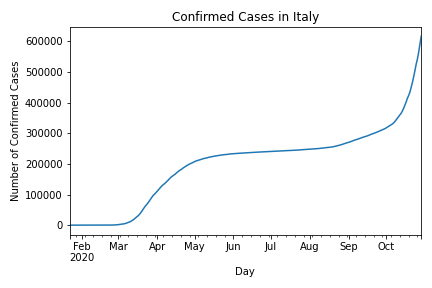 Confirmed Cases in Italy
Number of Confirmed Cases
600000
500000
400000
300000
200000
100000
0
Feb Mar Apr May Jun Jul Aug Sep Oct
2020
Day